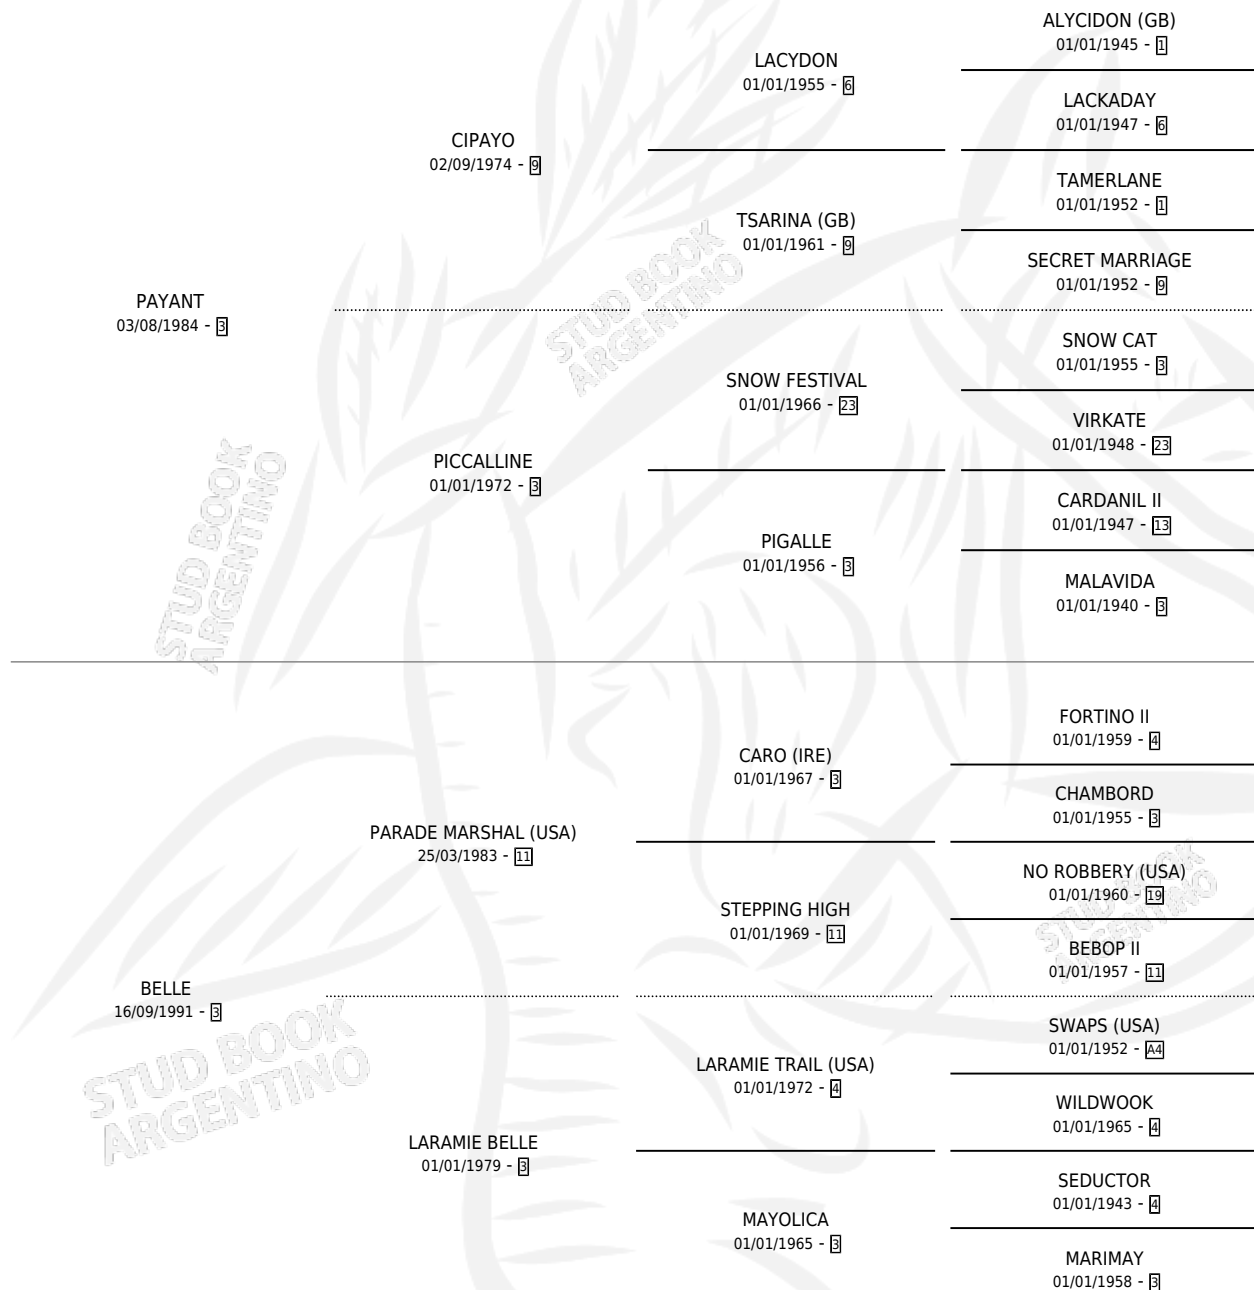 PAYANT
03/08/1984 - 3
CIPAYO
02/09/1974 - 9
LACYDON
01/01/1955 - 6
ALYCIDON (GB)
01/01/1945 - 1
LACKADAY
01/01/1947 - 6
TSARINA (GB)
01/01/1961 - 9
TAMERLANE
01/01/1952 - 1
SECRET MARRIAGE
01/01/1952 - 9
PICCALLINE
01/01/1972 - 3
SNOW FESTIVAL
01/01/1966 - 23
SNOW CAT
01/01/1955 - 3
VIRKATE
01/01/1948 - 23
PIGALLE
01/01/1956 - 3
CARDANIL II
01/01/1947 - 13
MALAVIDA
01/01/1940 - 3
BELLE
16/09/1991 - 3
PARADE MARSHAL (USA)
25/03/1983 - 11
CARO (IRE)
01/01/1967 - 3
FORTINO II
01/01/1959 - 4
CHAMBORD
01/01/1955 - 3
STEPPING HIGH
01/01/1969 - 11
NO ROBBERY (USA)
01/01/1960 - 19
BEBOP II
01/01/1957 - 11
LARAMIE BELLE
01/01/1979 - 3
LARAMIE TRAIL (USA)
01/01/1972 - 4
SWAPS (USA)
01/01/1952 - A4
WILDWOOK
01/01/1965 - 4
MAYOLICA
01/01/1965 - 3
SEDUCTOR
01/01/1943 - 4
MARIMAY
01/01/1958 - 3
STUD BOOK
ARGENTINO
STUD BOOK
ARGENTINO
STUD BOOK
ARGENTINO
STUD BOOK
ARGENTINO